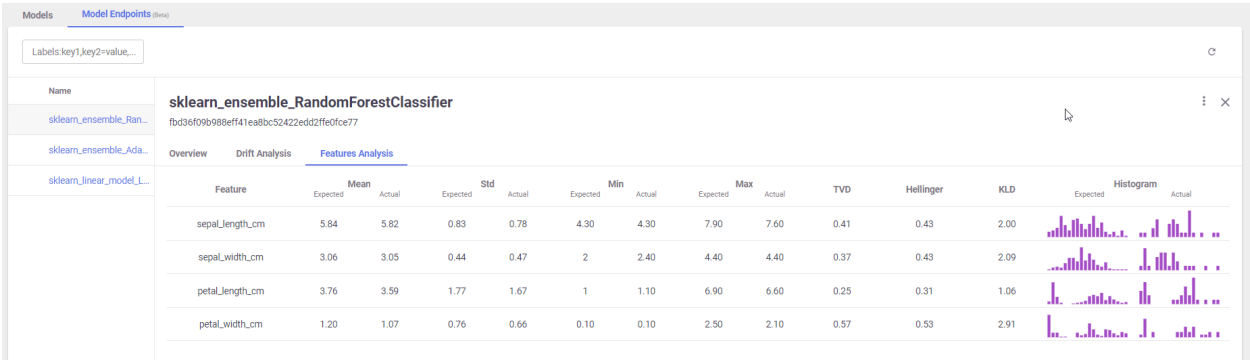 Models Model Endpoints (Beta)
Labels:key1,key2=value,...
Name
sklearn_ensemble_Ran...
sklearn_ensemble_Ada...
sklearn_linear_model_L...
sklearn_ensemble_RandomForestClassifier
fbd36f09b988eff41ea8bc52422edd2ffe0fce77
Overview Drift Analysis Features Analysis
Feature Mean Std Min Max TVD Hellinger KLD Histogram
Expected Actual Expected Actual Expected Actual Expected Actual Expected Actual
sepal_length_cm 5.84 5.82 0.83 0.78 4.30 4.30 7.90 7.60 0.41 0.43 2.00
sepal_width_cm 3.06 3.05 0.44 0.47 2 2.40 4.40 4.40 0.37 0.43 2.09
petal_length_cm 3.76 3.59 1.77 1.67 1 1.10 6.90 6.60 0.25 0.31 1.06
petal_width_cm 1.20 1.07 0.76 0.66 0.10 0.10 2.50 2.10 0.57 0.53 2.91